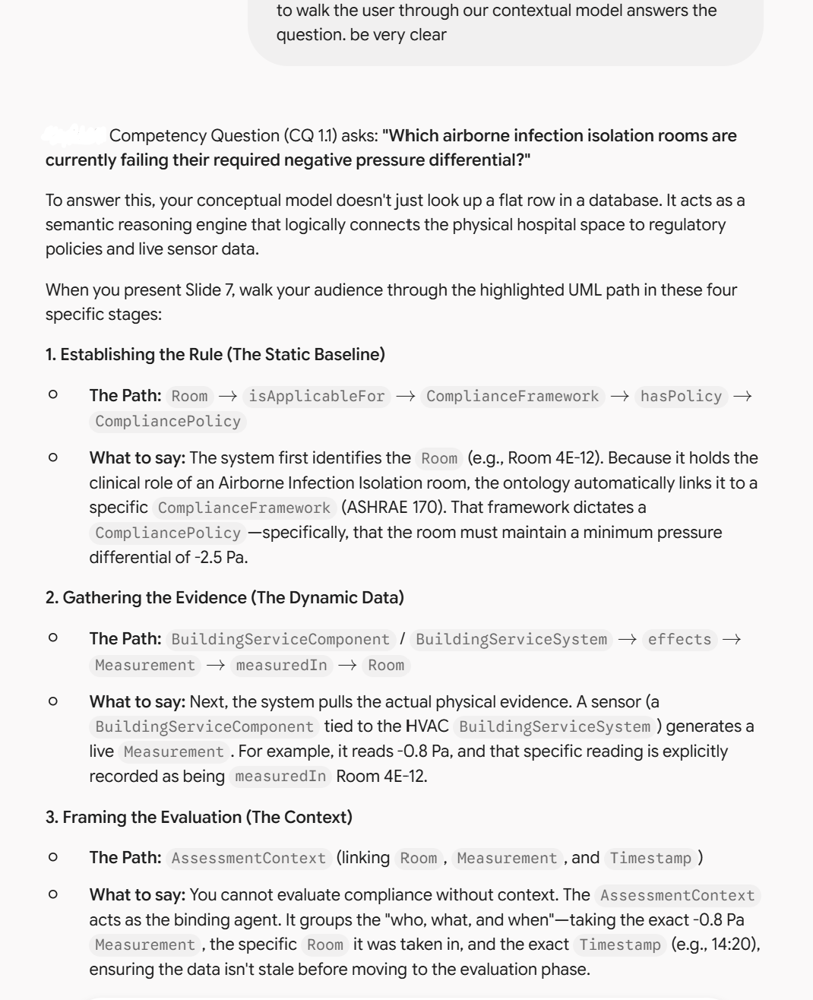 to walk the user through our contextual model answers the
question. be very clear
Competency Question (CQ 1.1) asks: "Which airborne infection isolation rooms are
currently failing their required negative pressure differential?"
To answer this, your conceptual model doesn't just look up a flat row in a database. It acts as a
semantic reasoning engine that logically connects the physical hospital space to regulatory
policies and live sensor data.
When you present Slide 7, walk your audience through the highlighted UML path in these four
specific stages:
1. Establishing the Rule (The Static Baseline)
The Path: Room → isApplicableFor → ComplianceFramework → hasPolicy →
CompliancePolicy
What to say: The system first identifies the Room (e.g., Room 4E-12). Because it holds the
clinical role of an Airborne Infection Isolation room, the ontology automatically links it to a
specific ComplianceFramework (ASHRAE 170). That framework dictates a
CompliancePolicy—specifically, that the room must maintain a minimum pressure
differential of -2.5 Pa.
2. Gathering the Evidence (The Dynamic Data)
The Path: BuildingServiceComponent / BuildingServiceSystem → effects →
Measurement → measuredIn → Room
What to say: Next, the system pulls the actual physical evidence. A sensor (a
BuildingServiceComponent tied to the HVAC BuildingServiceSystem) generates a
live Measurement. For example, it reads -0.8 Pa, and that specific reading is explicitly
recorded as being measuredIn Room 4E-12.
3. Framing the Evaluation (The Context)
The Path: AssessmentContext (linking Room, Measurement, and Timestamp)
What to say: You cannot evaluate compliance without context. The AssessmentContext
acts as the binding agent. It groups the "who, what, and when"—taking the exact -0.8 Pa
Measurement, the specific Room it was taken in, and the exact Timestamp (e.g., 14:20),
ensuring the data isn't stale before moving to the evaluation phase.